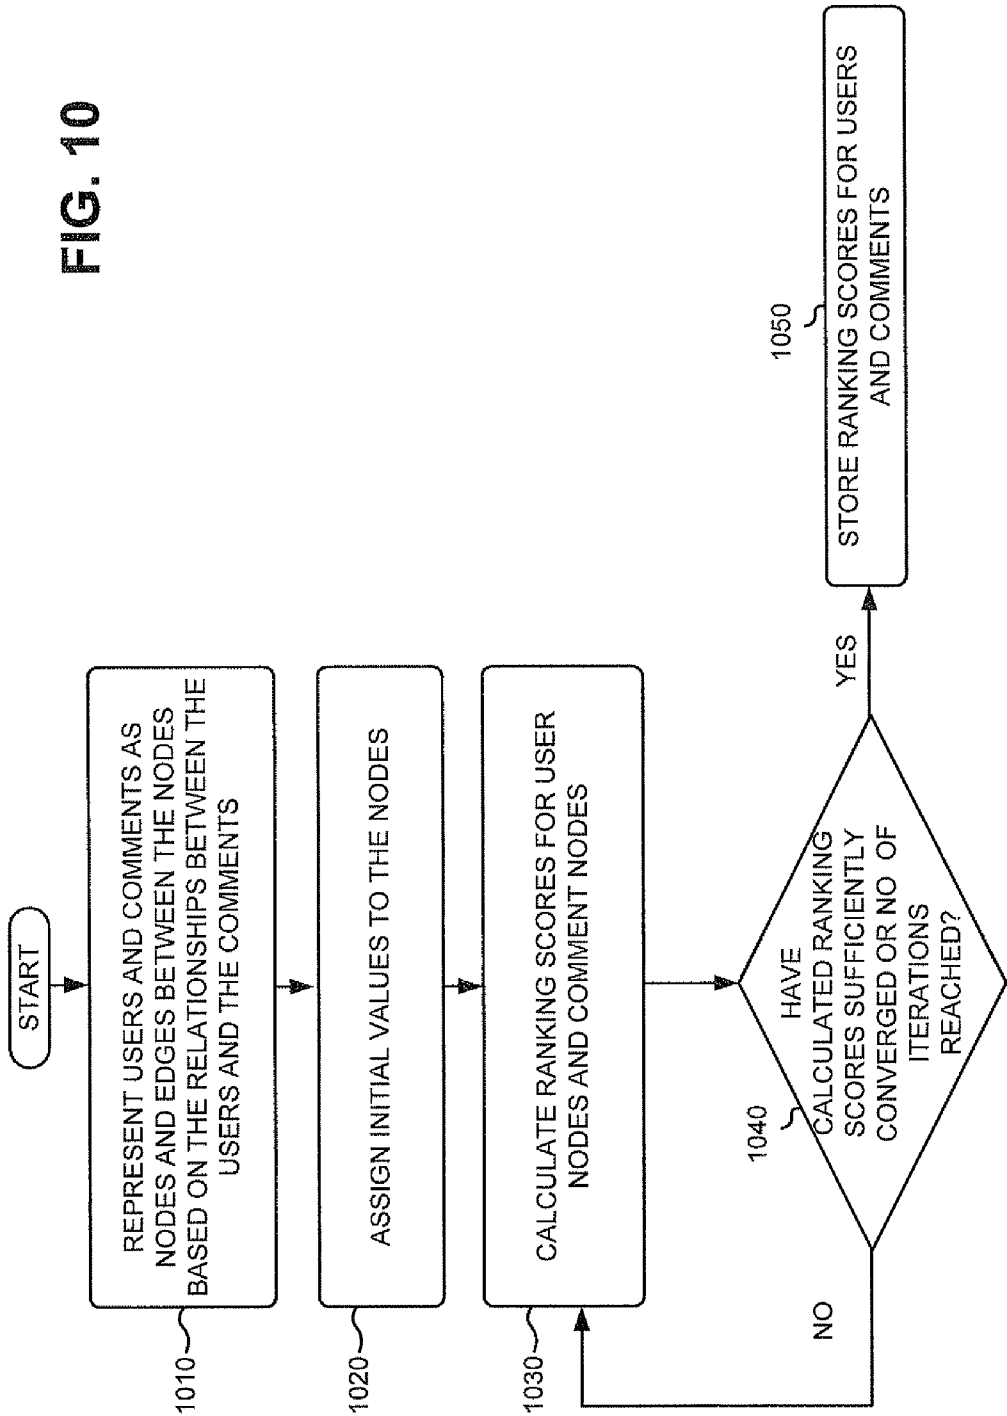 FIG. 10
START
1010
REPRESENT USERS AND COMMENTS AS
NODES AND EDGES BETWEEN THE NODES
BASED ON THE RELATIONSHIPS BETWEEN THE
USERS AND THE COMMENTS
1020
ASSIGN INITIAL VALUES TO THE NODES
1030
CALCULATE RANKING SCORES FOR USER
NODES AND COMMENT NODES
1040
HAVE
CALCULATED RANKING
SCORES SUFFICIENTLY
CONVERGED OR NO OF
ITERATIONS
REACHED?
NO
YES
1050
STORE RANKING SCORES FOR USERS
AND COMMENTS